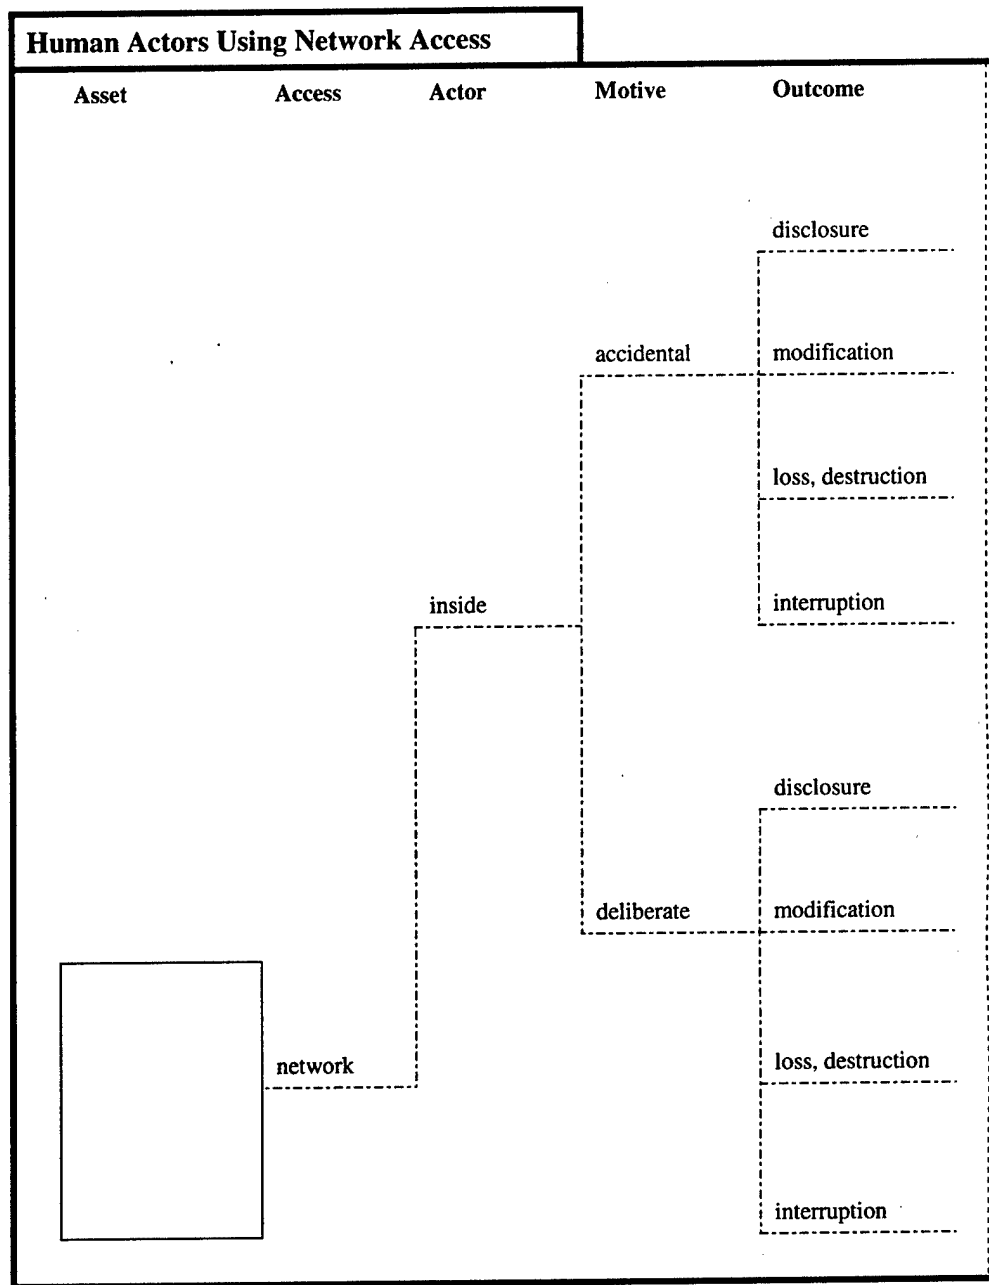 Human Actors Using Network Access
Asset Access Actor Motive Outcome
disclosure
accidental modification
loss, destruction
inside interruption
disclosure
deliberate modification
network loss, destruction
interruption